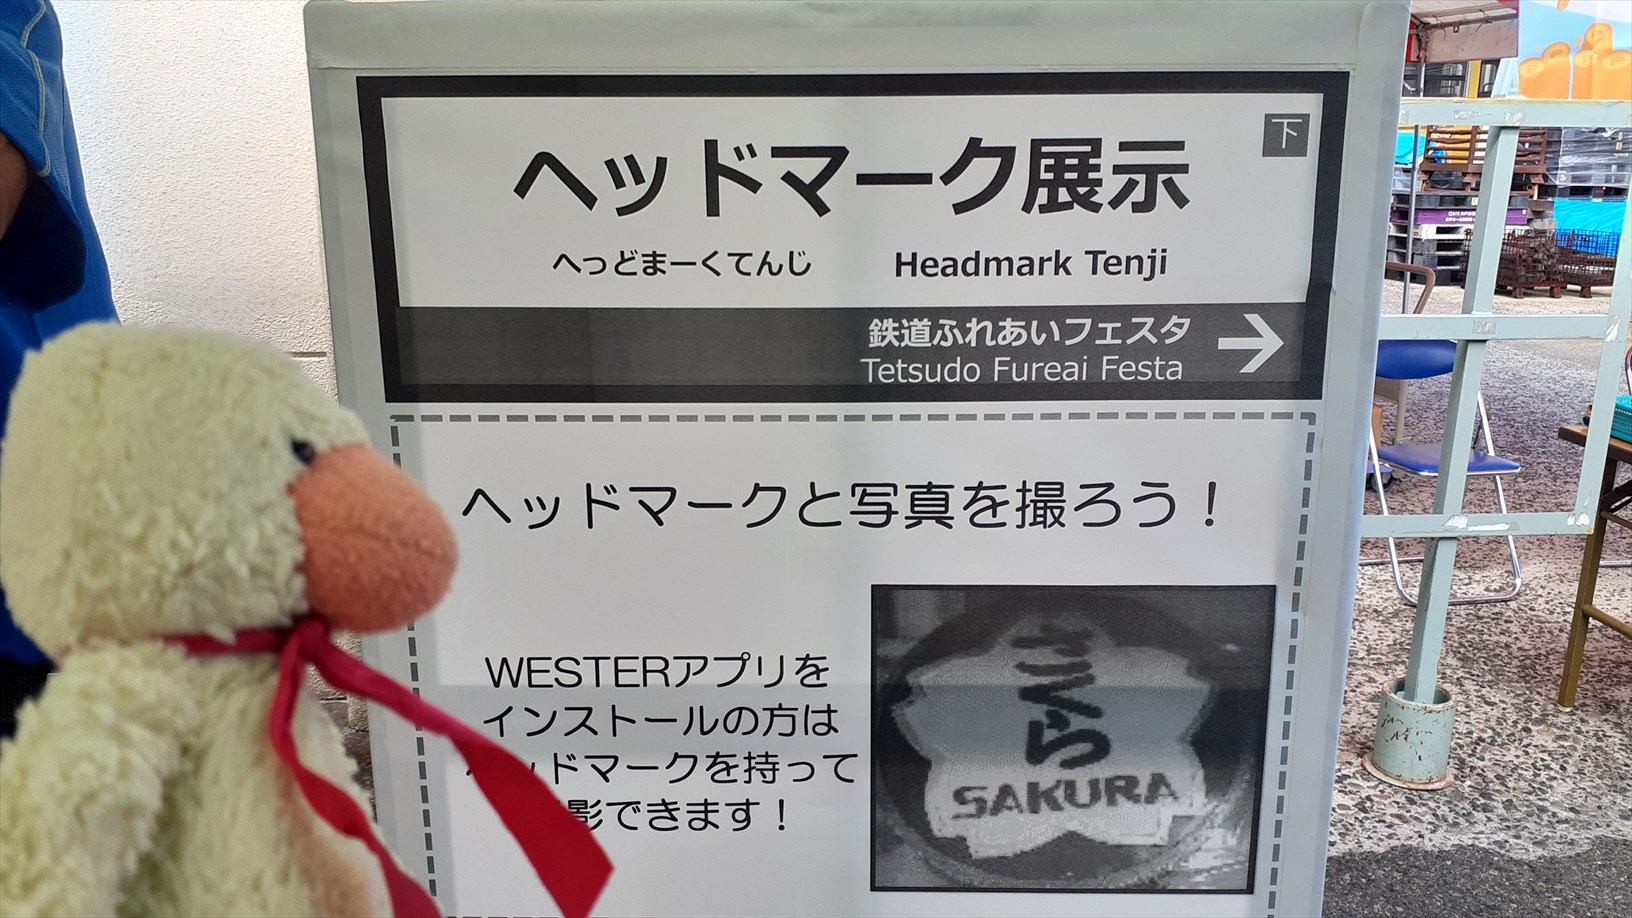 ヘッドマーク展示
下
へっどまーくてんじ
Headmark Tenji
鉄道ふれあいフェスタ
Tetsudo Fureai Festa
ヘッドマークと写真を撮ろう！
WESTERアプリを
インストールの方は
ッドマークを持って
影できます！
さくら
SAKURA